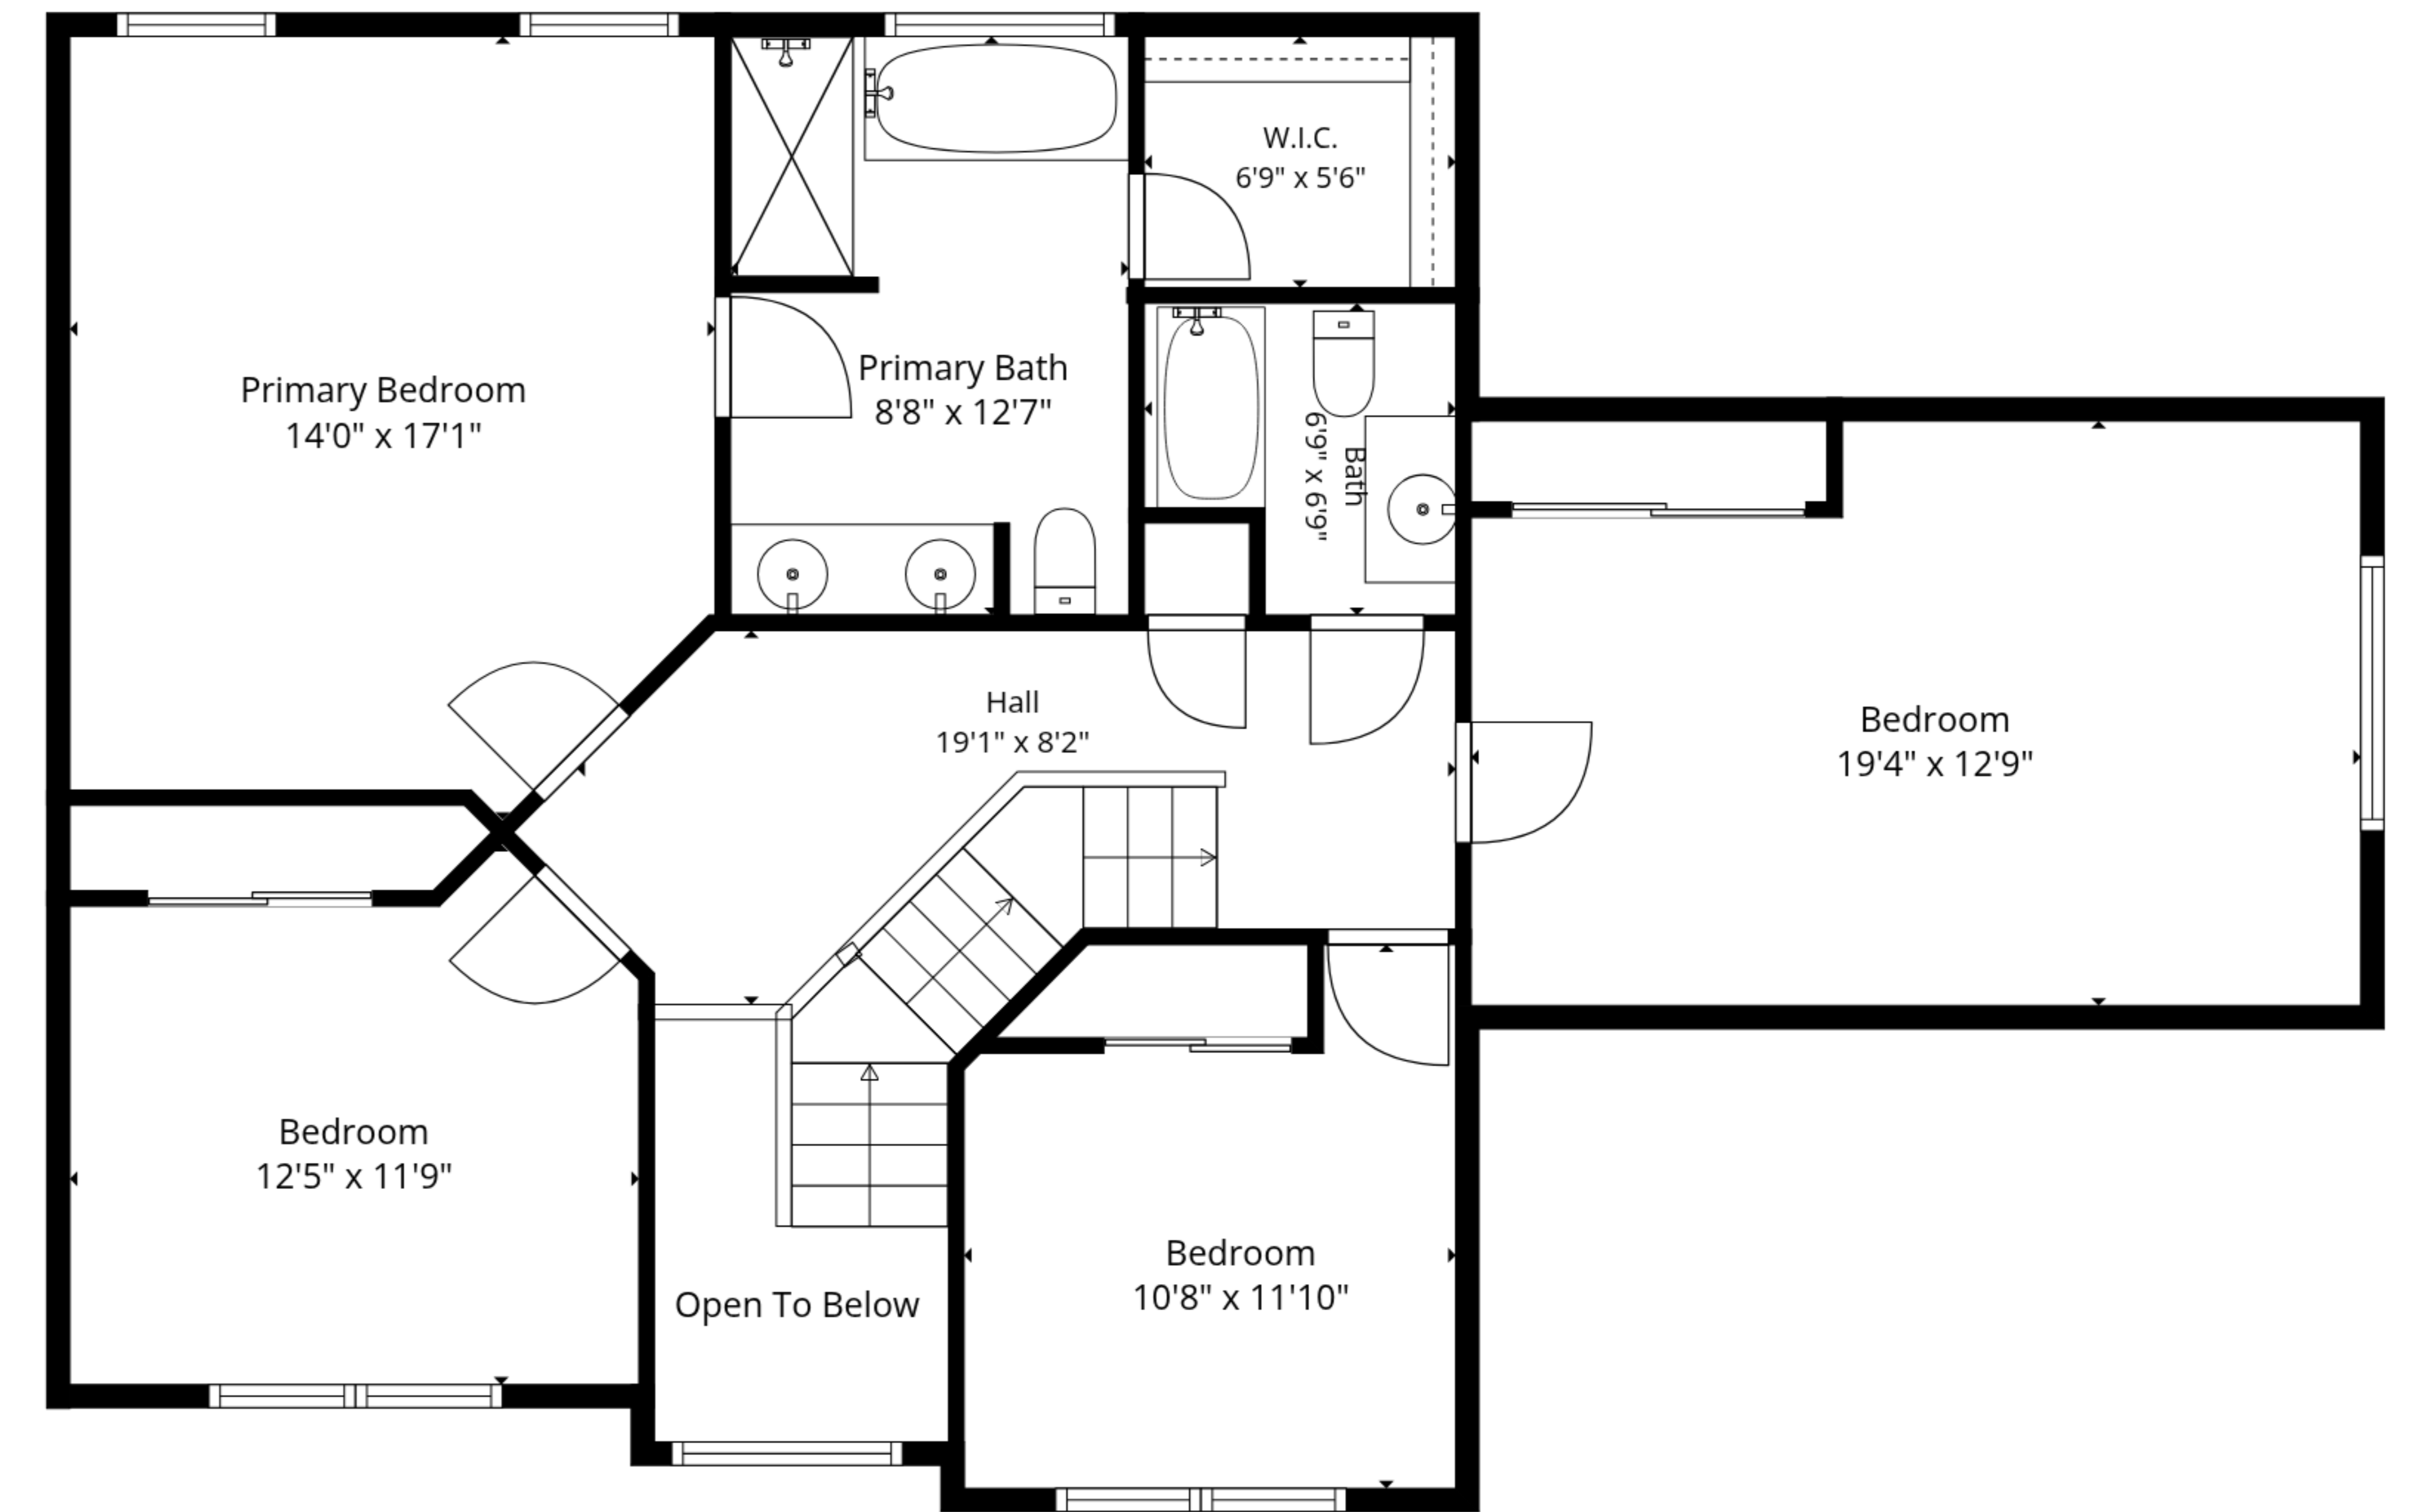 W.I.C.
6'9" x 5'6"
Primary Bedroom
14'0" x 17'1"
Primary Bath
8'8" x 12'7"
Bath
6'9" x 6'9"
Hall
19'1" x 8'2"
Bedroom
19'4" x 12'9"
Bedroom
12'5" x 11'9"
Bedroom
10'8" x 11'10"
Open To Below